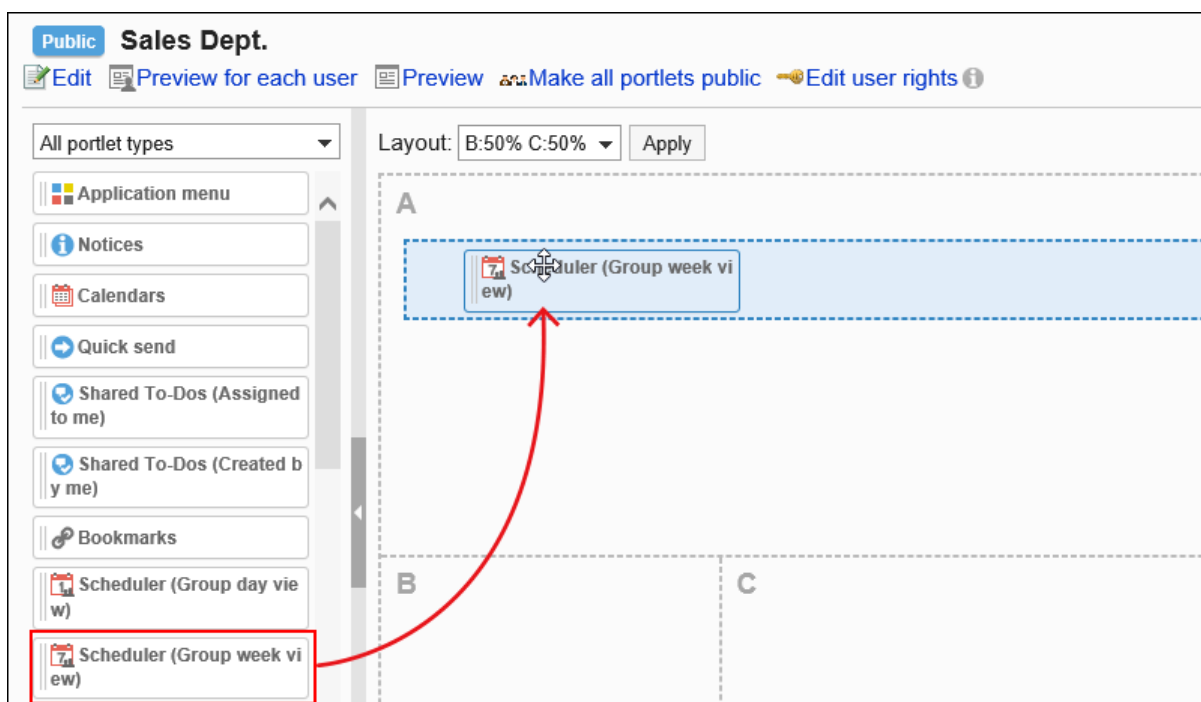 Public Sales Dept.
Edit Preview for each user Preview Make all portlets public Edit user rights
All portlet types
Layout: B:50% C:50% Apply
Application menu
Notices
Calendars
Quick send
Shared To-Dos (Assigned
to me)
Shared To-Dos (Created b
y me)
Bookmarks
Scheduler (Group day vie
w)
Scheduler (Group week vi
ew)
A
Scheduler (Group week vi
ew)
B
C